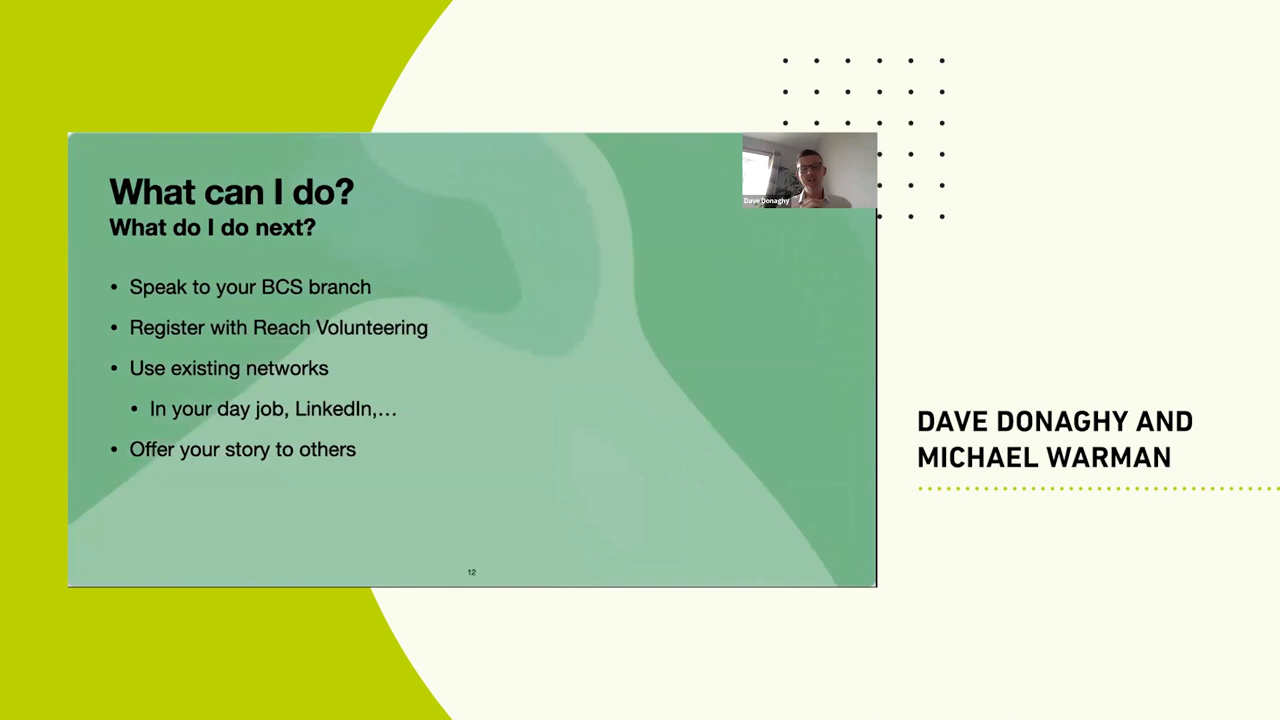 What can I do?
What do I do next?
• Speak to your BCS branch
• Register with Reach Volunteering
• Use existing networks
• In your day job, LinkedIn,…
• Offer your story to others
12
Dave Donaghy
DAVE DONAGHY AND
MICHAEL WARMAN